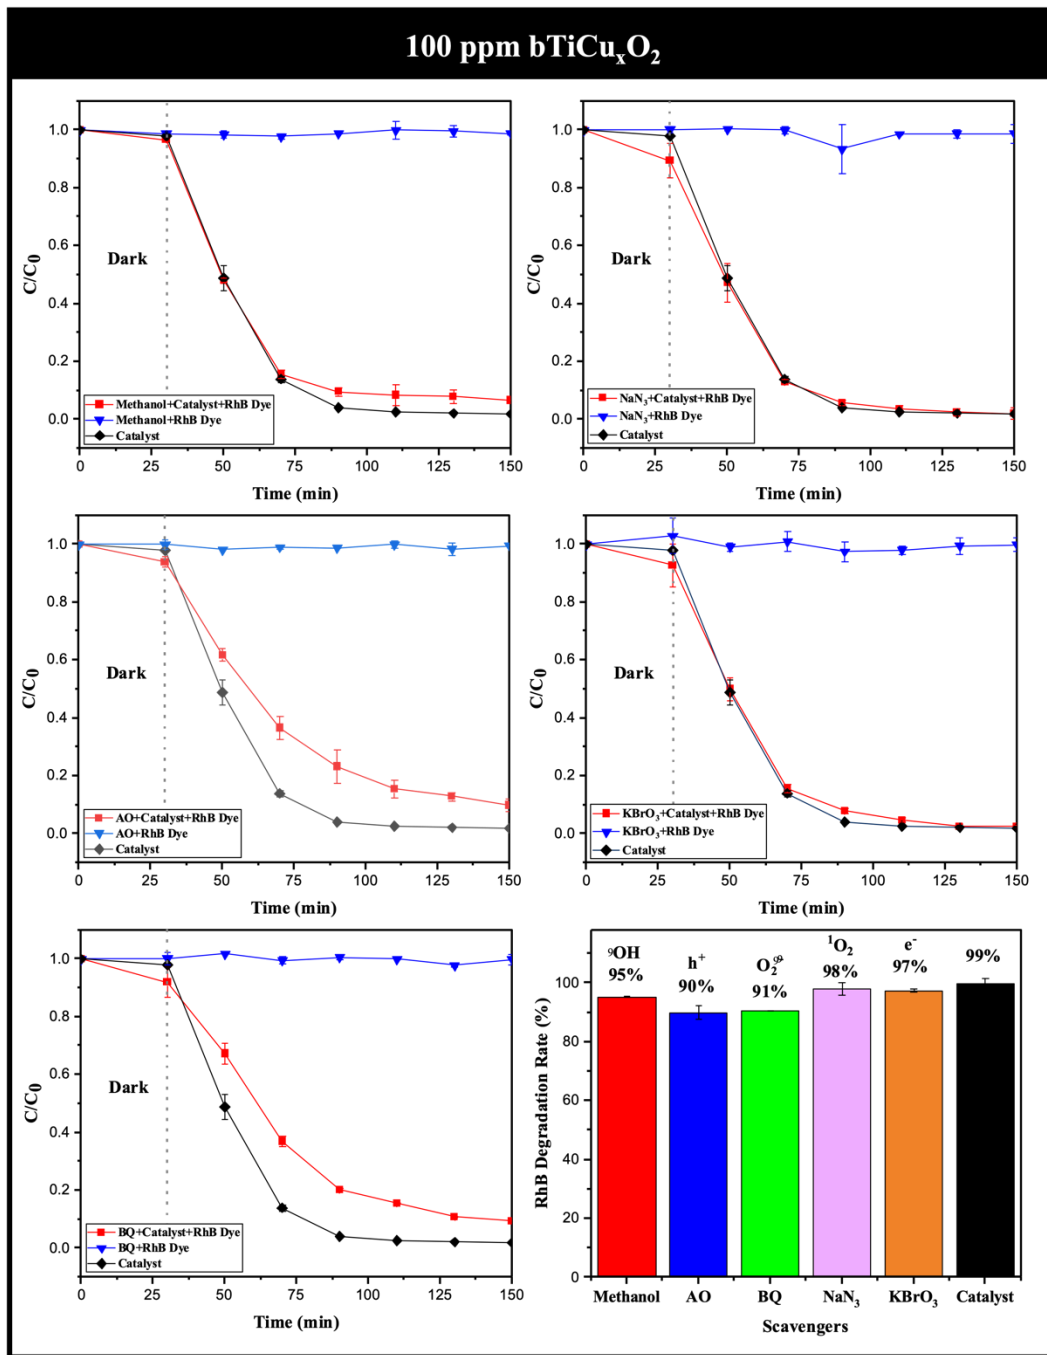 100 ppm bTiCuₓO₂
1.0
0.8
0.6
0.4
0.2
0.0
C/C₀
Dark
Methanol+Catalyst+RhB Dye
Methanol+RhB Dye
Catalyst
0 25 50 75 100 125 150
Time (min)
1.0
0.8
0.6
0.4
0.2
0.0
C/C₀
Dark
NaN₃+Catalyst+RhB Dye
NaN₃+RhB Dye
Catalyst
0 25 50 75 100 125 150
Time (min)
1.0
0.8
0.6
0.4
0.2
0.0
C/C₀
Dark
AO+Catalyst+RhB Dye
AO+RhB Dye
Catalyst
0 25 50 75 100 125 150
Time (min)
1.0
0.8
0.6
0.4
0.2
0.0
C/C₀
Dark
KBrO₃+Catalyst+RhB Dye
KBrO₃+RhB Dye
Catalyst
0 25 50 75 100 125 150
Time (min)
1.0
0.8
0.6
0.4
0.2
0.0
C/C₀
Dark
BQ+Catalyst+RhB Dye
BQ+RhB Dye
Catalyst
0 25 50 75 100 125 150
Time (min)
100
80
60
40
20
0
RhB Degradation Rate (%)
⁹OH
95%
h⁺
90%
O₂
91%
¹O₂
98%
e⁻
97%
99%
Methanol AO BQ NaN₃ KBrO₃ Catalyst
Scavengers